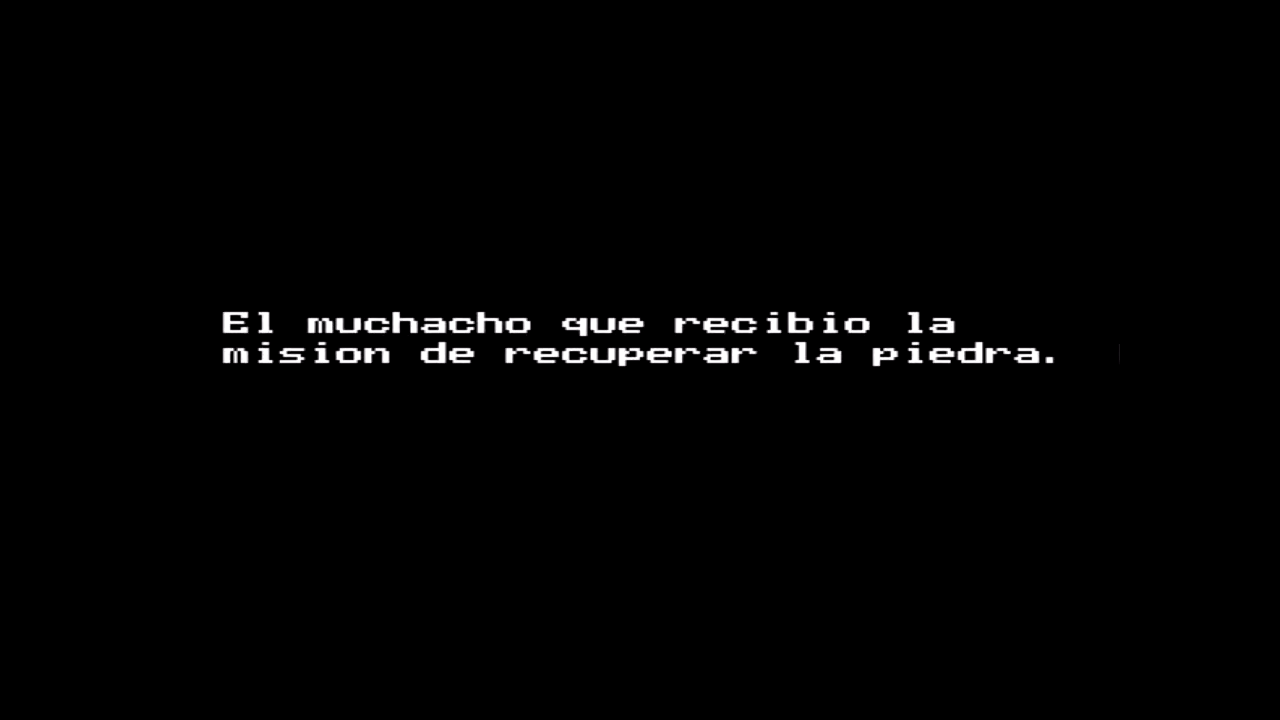 El muchacho que recibio la
mision de recuperar la piedra.